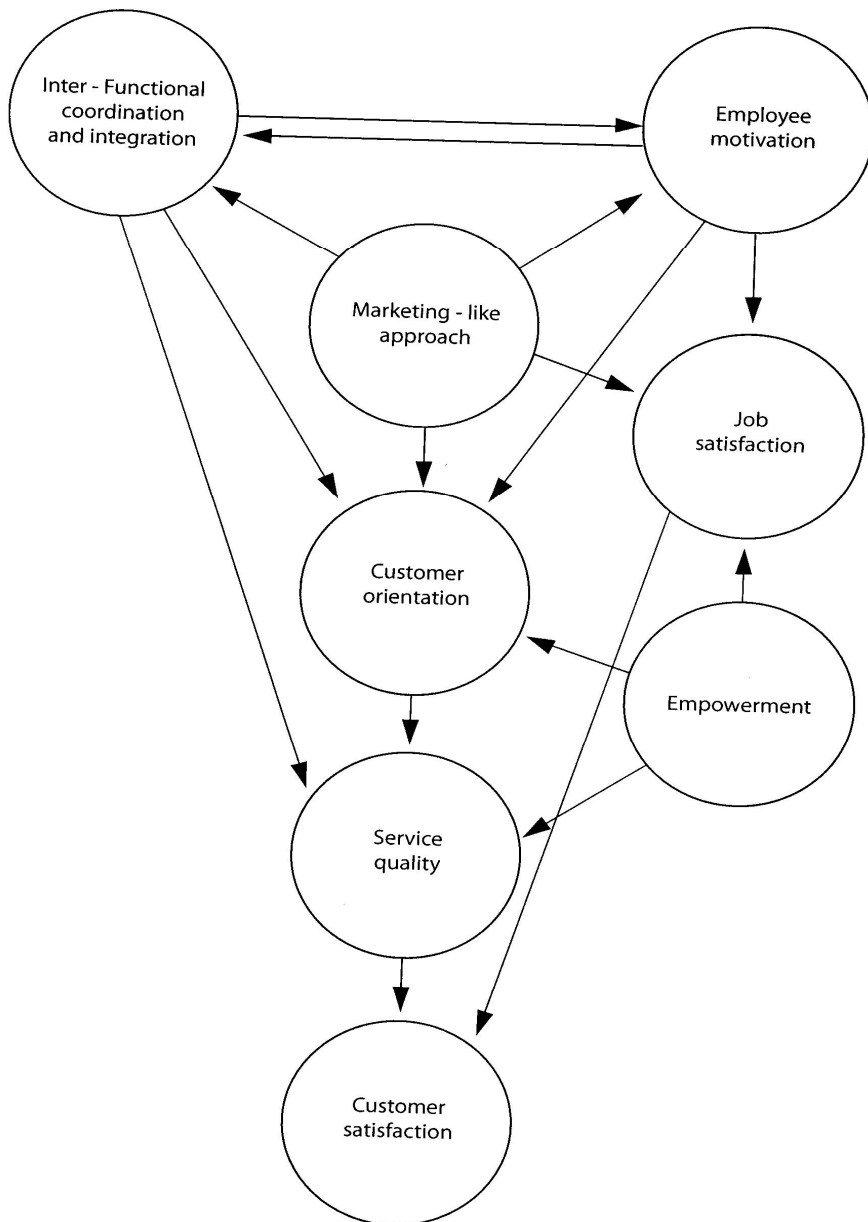 Inter - Functional
coordination
and integration
Employee
motivation
Marketing - like
approach
Job
satisfaction
Customer
orientation
Empowerment
Service
quality
Customer
satisfaction